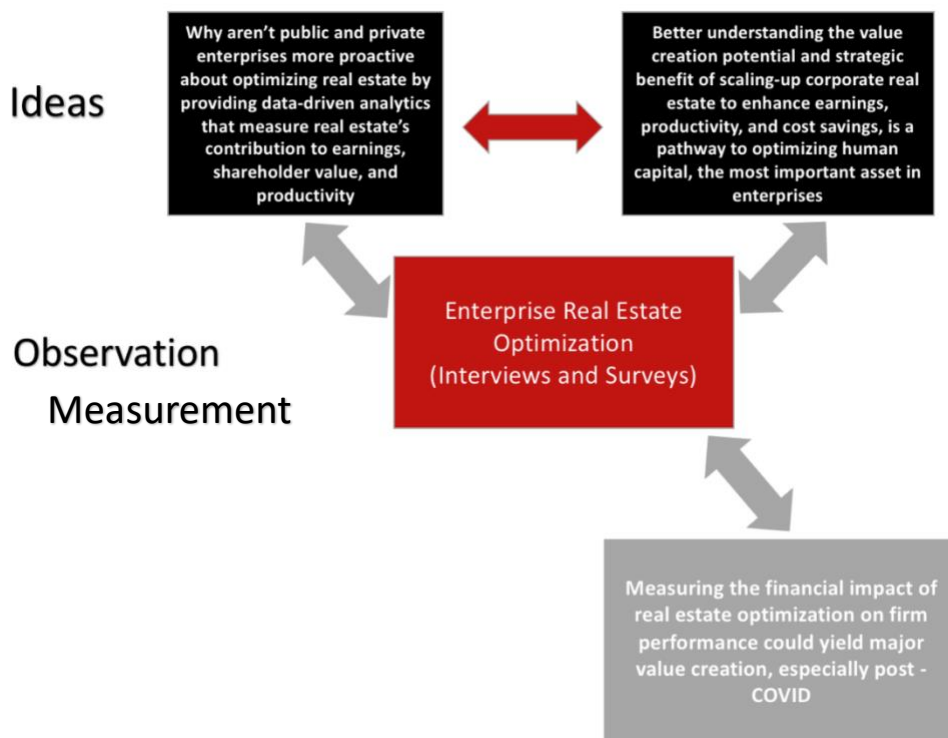 Ideas
Why aren't public and private
enterprises more proactive
about optimizing real estate by
providing data-driven analytics
that measure real estate's
contribution to earnings,
shareholder value, and
productivity
Better understanding the value
creation potential and strategic
benefit of scaling-up corporate real
estate to enhance earnings,
productivity, and cost savings, is a
pathway to optimizing human
capital, the most important asset in
enterprises
Observation
Measurement
Enterprise Real Estate
Optimization
(Interviews and Surveys)
Measuring the financial impact of
real estate optimization on firm
performance could yield major
value creation, especially post -
COVID